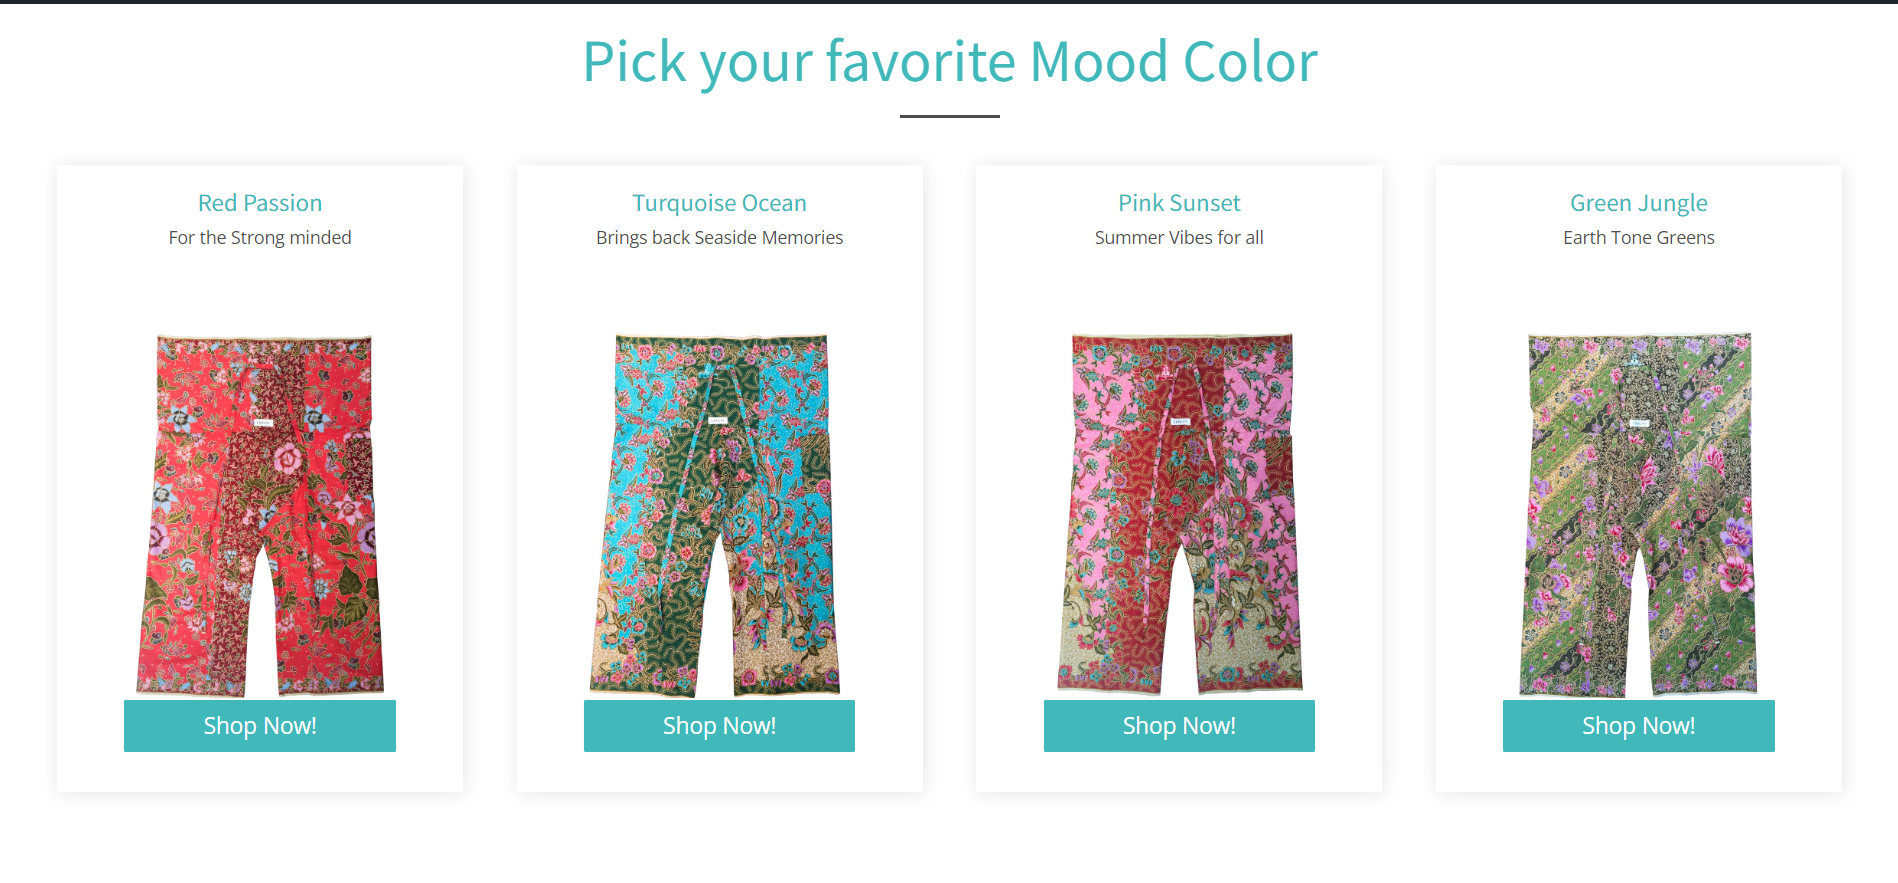 Pick your favorite Mood Color
Red Passion
For the Strong minded
Shop Now!
Turquoise Ocean
Brings back Seaside Memories
Shop Now!
Pink Sunset
Summer Vibes for all
Shop Now!
Green Jungle
Earth Tone Greens
Shop Now!